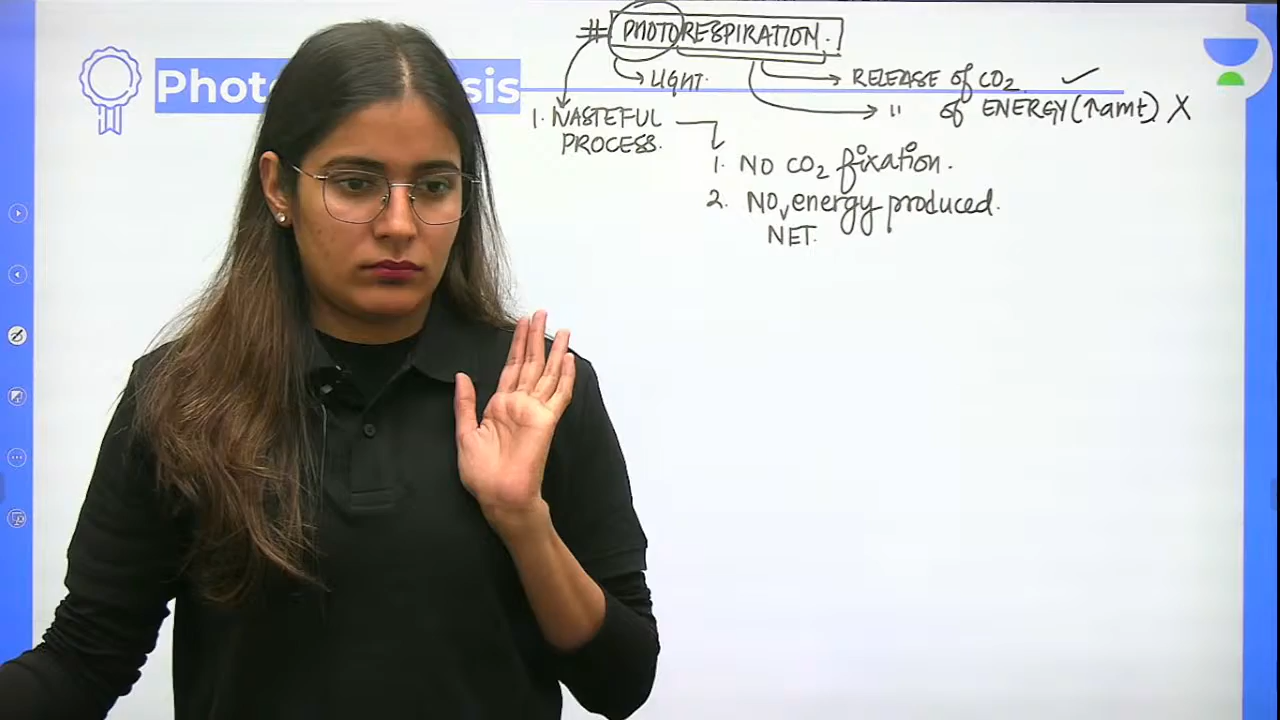 # PHOTORESPIRATION.
Photo sis
LIGHT.
RELEASE of CO2 ✓
" of ENERGY (↑amt) X
1. WASTEFUL
PROCESS.
1. NO CO2 fixation.
2. NO energy produced.
NET.